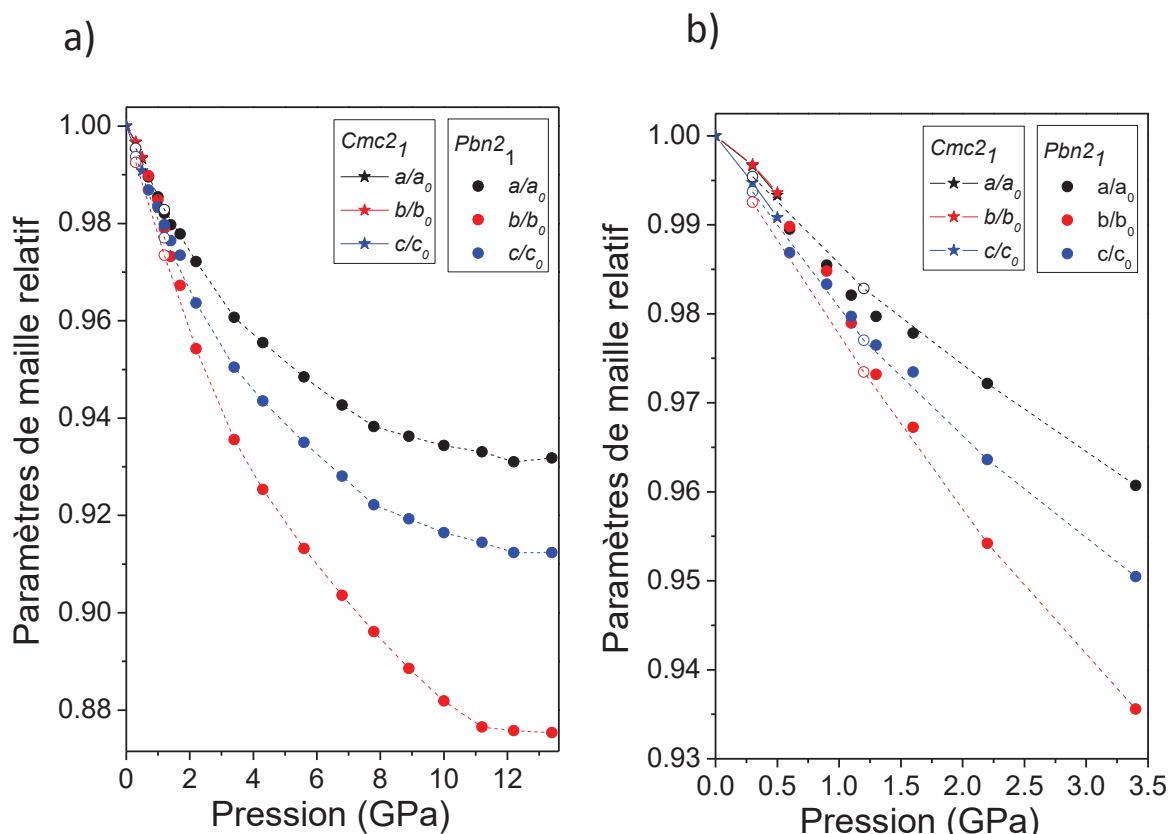 a)
1.00
0.98
0.96
0.94
0.92
0.90
0.88
0 2 4 6 8 10 12
Pression (GPa)
Paramètres de maille relatif
Cmc2₁
a/a₀
b/b₀
c/c₀
Pbn2₁
a/a₀
b/b₀
c/c₀
b)
1.00
0.99
0.98
0.97
0.96
0.95
0.94
0.93
0.0 0.5 1.0 1.5 2.0 2.5 3.0 3.5
Pression (GPa)
Paramètres de maille relatif
Cmc2₁
a/a₀
b/b₀
c/c₀
Pbn2₁
a/a₀
b/b₀
c/c₀